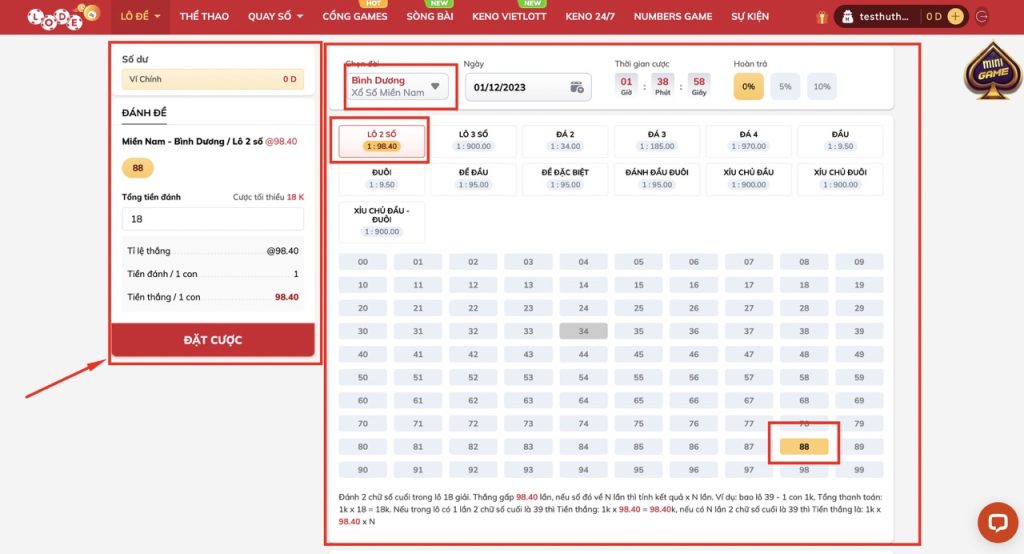 LODE
LÔ ĐỀ
THỂ THAO
QUAY SỐ
HOT
CỔNG GAMES
NEW
SÒNG BÀI
NEW
KENO VIETLOTT
KENO 24/7
NUMBERS GAME
SỰ KIỆN
testhuth...
0 D
Số dư
Ví Chính 0 D
ĐÁNH ĐỀ
Miền Nam - Bình Dương / Lô 2 số @98.40
88
Tổng tiền đánh Cược tối thiểu 18 K
18
Tỉ lệ thắng @98.40
Tiền đánh / 1 con 1
Tiền thắng / 1 con 98.40
ĐẶT CƯỢC
Chọn đài
Bình Dương
Xổ Số Miền Nam
Ngày
01/12/2023
Thời gian cược
01 : 38 : 58
Giờ Phút Giây
Hoàn trả
0% 5% 10%
MINI
GAME
LÔ 2 SỐ LÔ 3 SỐ ĐÁ 2 ĐÁ 3 ĐÁ 4 ĐẦU
1 : 98.40 1 : 900.00 1 : 34.00 1 : 185.00 1 : 970.00 1 : 9.50
ĐUÔI ĐỀ ĐẦU ĐỀ ĐẶC BIỆT ĐÁNH ĐẦU ĐUÔI XỈU CHỦ ĐẦU XỈU CHỦ ĐUÔI
1 : 9.50 1 : 95.00 1 : 95.00 1 : 95.00 1 : 900.00 1 : 900.00
XỈU CHỦ ĐẦU -
ĐUÔI
1 : 900.00
00 01 02 03 04 05 06 07 08 09
10 11 12 13 14 15 16 17 18 19
20 21 22 23 24 25 26 27 28 29
30 31 32 33 34 35 36 37 38 39
40 41 42 43 44 45 46 47 48 49
50 51 52 53 54 55 56 57 58 59
60 61 62 63 64 65 66 67 68 69
70 71 72 73 74 75 76 77 78 79
80 81 82 83 84 85 86 87 88 89
90 91 92 93 94 95 96 97 98 99
Đánh 2 chữ số cuối trong lô 18 giải. Thắng gấp 98.40 lần, nếu số đó về N lần thì tính kết quả x N lần. Ví dụ: bao lô 39 - 1 con 1k, Tổng thanh toán:
1k x 18 = 18k. Nếu trong lô có 1 lần 2 chữ số cuối là 39 thì Tiền thắng: 1k x 98.40 = 98.40k, nếu có N lần 2 chữ số cuối là 39 thì Tiền thắng là: 1k x
98.40 x N